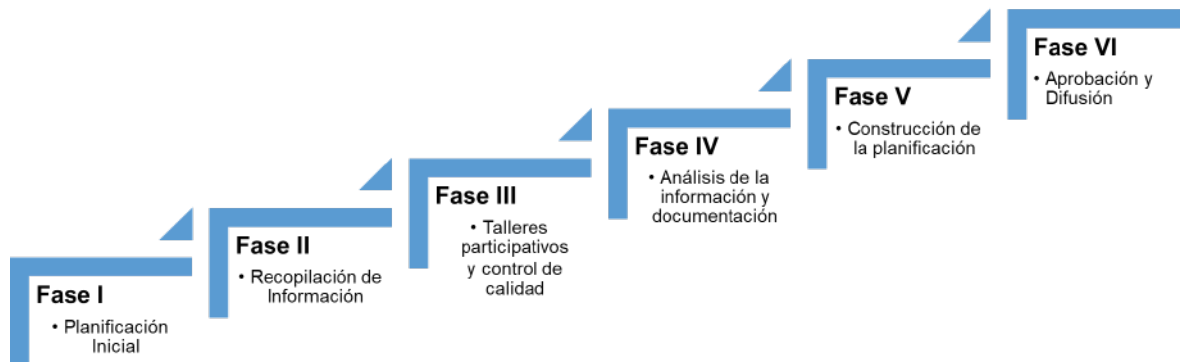 Fase I
• Planificación
Inicial
Fase II
• Recopilación de
Información
Fase III
• Talleres
participativos
y control de
calidad
Fase IV
• Análisis de la
información y
documentación
Fase V
• Construcción de
la planificación
Fase VI
• Aprobación y
Difusión